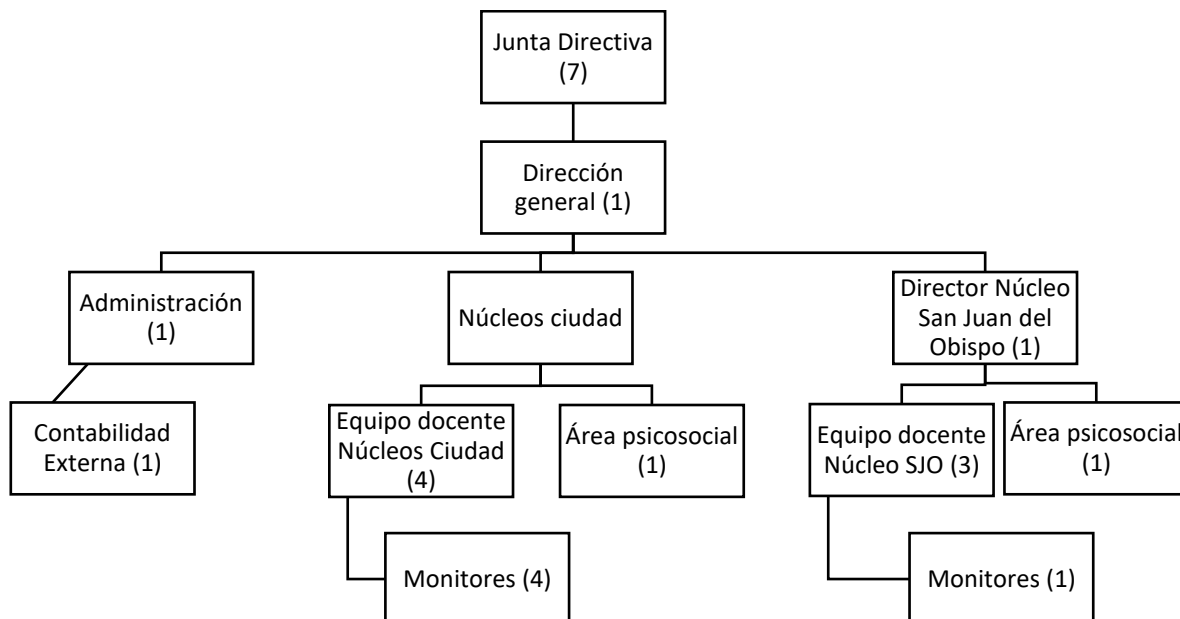 Junta Directiva
(7)
Dirección
general (1)
Administración
(1)
Núcleos ciudad
Director Núcleo
San Juan del
Obispo (1)
Contabilidad
Externa (1)
Equipo docente
Núcleos Ciudad
(4)
Área psicosocial
(1)
Equipo docente
Núcleo SJO (3)
Área psicosocial
(1)
Monitores (4)
Monitores (1)